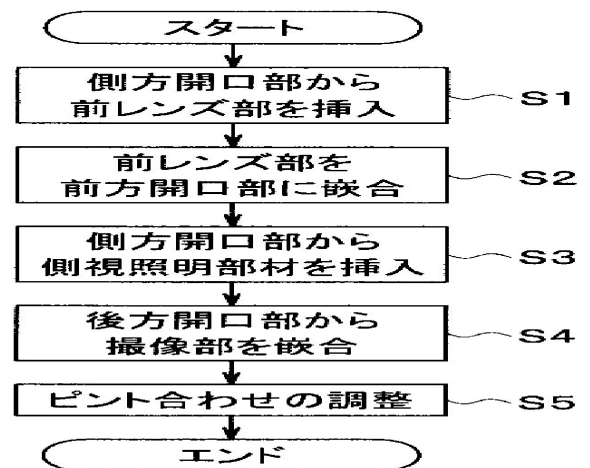 スタート
側方開口部から
前レンズ部を挿入
S1
前レンズ部を
前方開口部に嵌合
S2
側方開口部から
側視照明部材を挿入
S3
後方開口部から
撮像部を嵌合
S4
ピント合わせの調整
S5
エンド